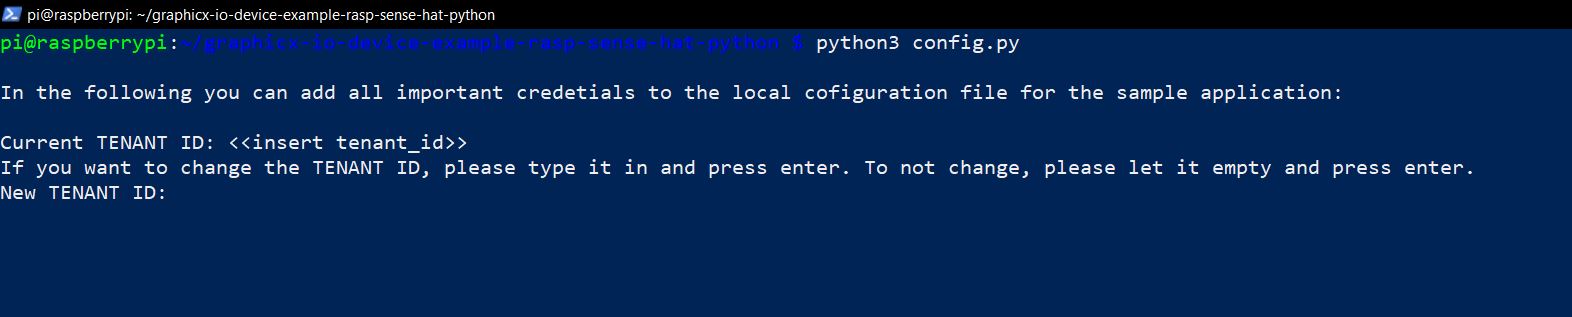 pi@raspberrypi: ~/graphicx-io-device-example-rasp-sense-hat-python
pi@raspberrypi:~/graphicx-io-device-example-rasp-sense-hat-python $ python3 config.py
In the following you can add all important credetials to the local cofiguration file for the sample application:
Current TENANT ID: <<insert tenant_id>>
If you want to change the TENANT ID, please type it in and press enter. To not change, please let it empty and press enter.
New TENANT ID: